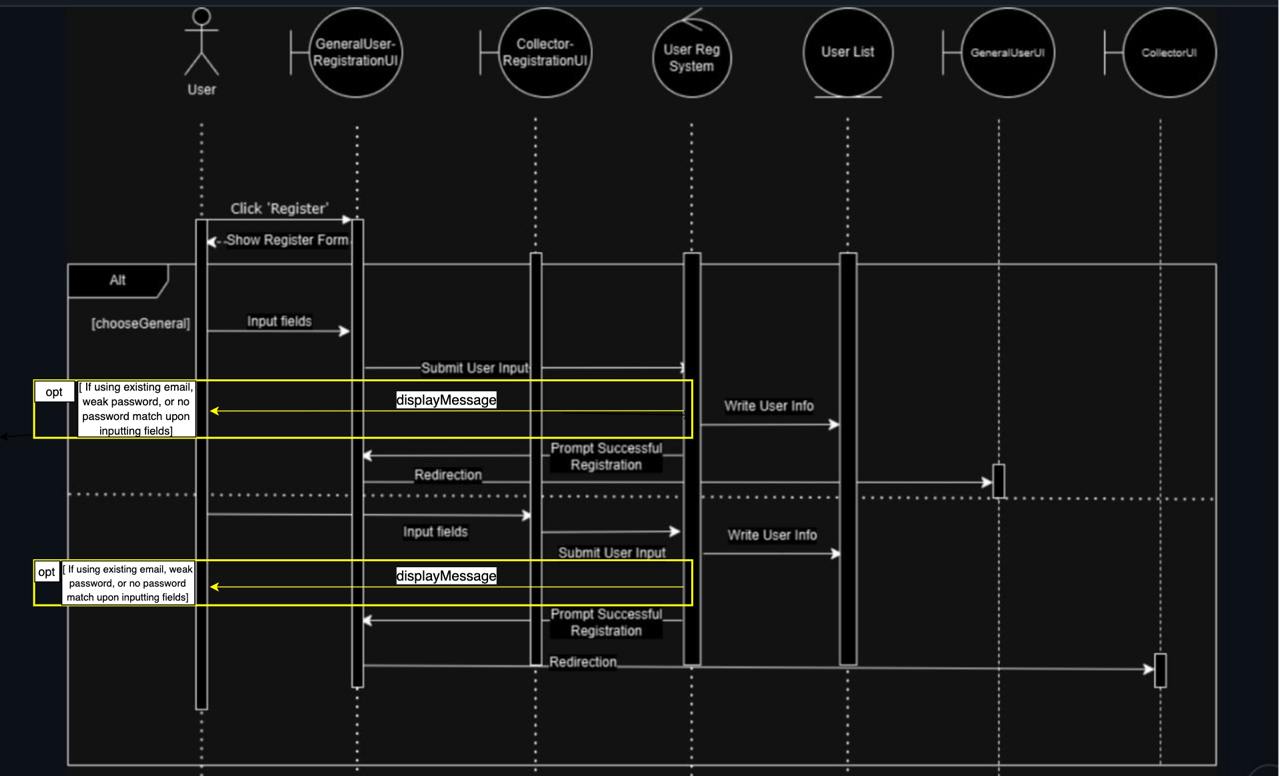 User
GeneralUser-
RegistrationUI
Collector-
RegistrationUI
User Reg
System
User List
GeneralUserUI
CollectorUI
Click 'Register'
Show Register Form
Alt
[chooseGeneral]
Input fields
Submit User Input
opt
[ If using existing email,
weak password, or no
password match upon
inputting fields]
displayMessage
Write User Info
Prompt Successful
Registration
Redirection
Input fields
Write User Info
Submit User Input
opt
[ If using existing email, weak
password, or no password
match upon inputting fields]
displayMessage
Prompt Successful
Registration
Redirection